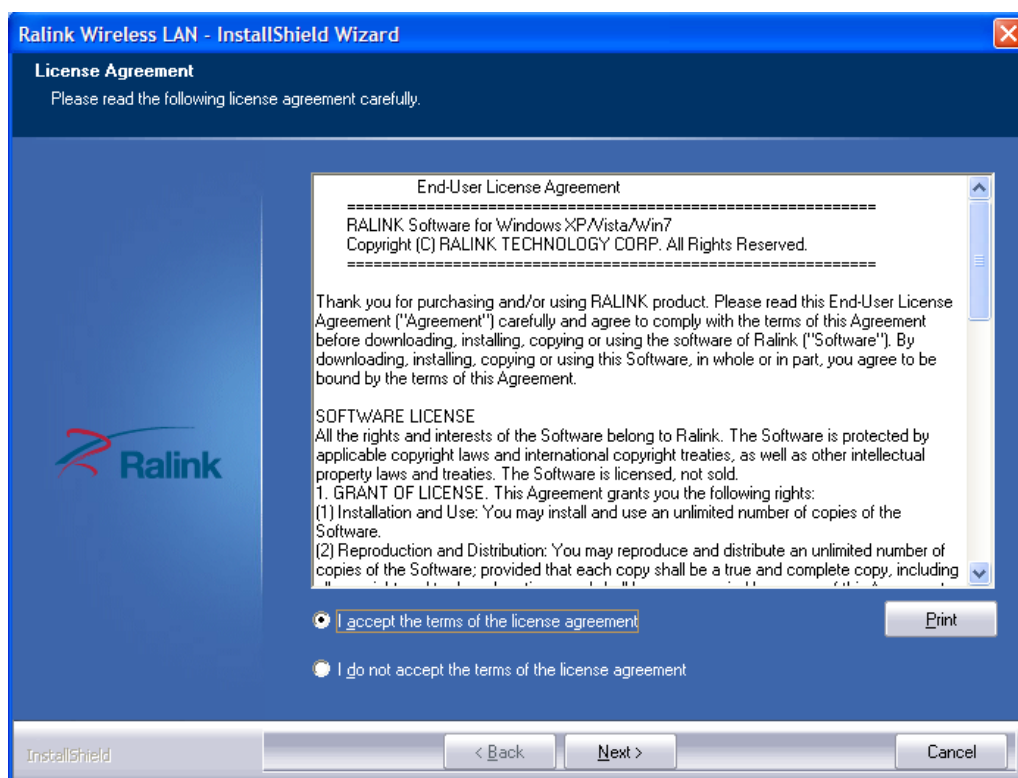 Ralink Wireless LAN - InstallShield Wizard
License Agreement
Please read the following license agreement carefully.
End-User License Agreement
===========================================================
RALINK Software for Windows XP/Vista/Win7
Copyright (C) RALINK TECHNOLOGY CORP. All Rights Reserved.
===========================================================
Thank you for purchasing and/or using RALINK product. Please read this End-User License
Agreement ("Agreement") carefully and agree to comply with the terms of this Agreement
before downloading, installing, copying or using the software of Ralink ("Software"). By
downloading, installing, copying or using this Software, in whole or in part, you agree to be
bound by the terms of this Agreement.
SOFTWARE LICENSE
All the rights and interests of the Software belong to Ralink. The Software is protected by
applicable copyright laws and international copyright treaties, as well as other intellectual
property laws and treaties. The Software is licensed, not sold.
1. GRANT OF LICENSE. This Agreement grants you the following rights:
(1) Installation and Use: You may install and use an unlimited number of copies of the
Software.
(2) Reproduction and Distribution: You may reproduce and distribute an unlimited number of
copies of the Software; provided that each copy shall be a true and complete copy, including
Ralink
I accept the terms of the license agreement
Print
I do not accept the terms of the license agreement
InstallShield
< Back
Next >
Cancel